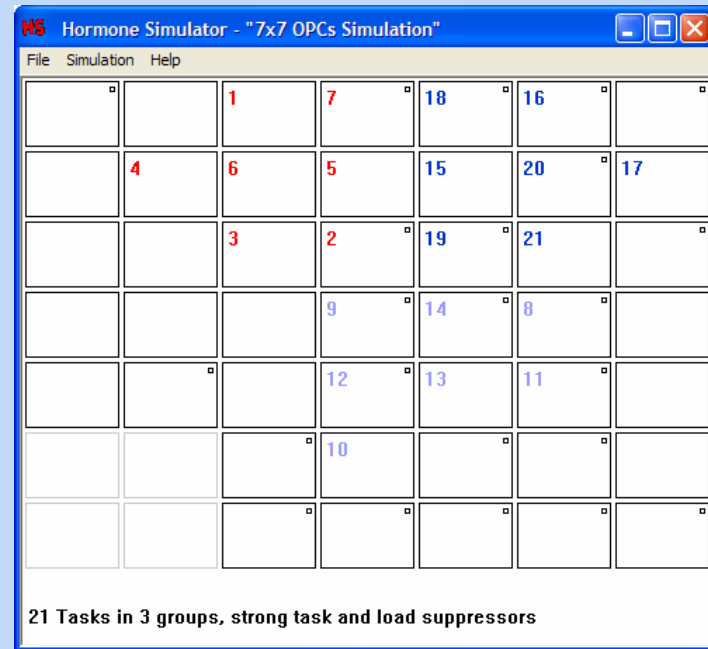 HS Hormone Simulator - "7x7 OPCs Simulation"
File Simulation Help
1 7 18 16
4 6 5 15 20 17
3 2 19 21
9 14 8
12 13 11
10
21 Tasks in 3 groups, strong task and load suppressors